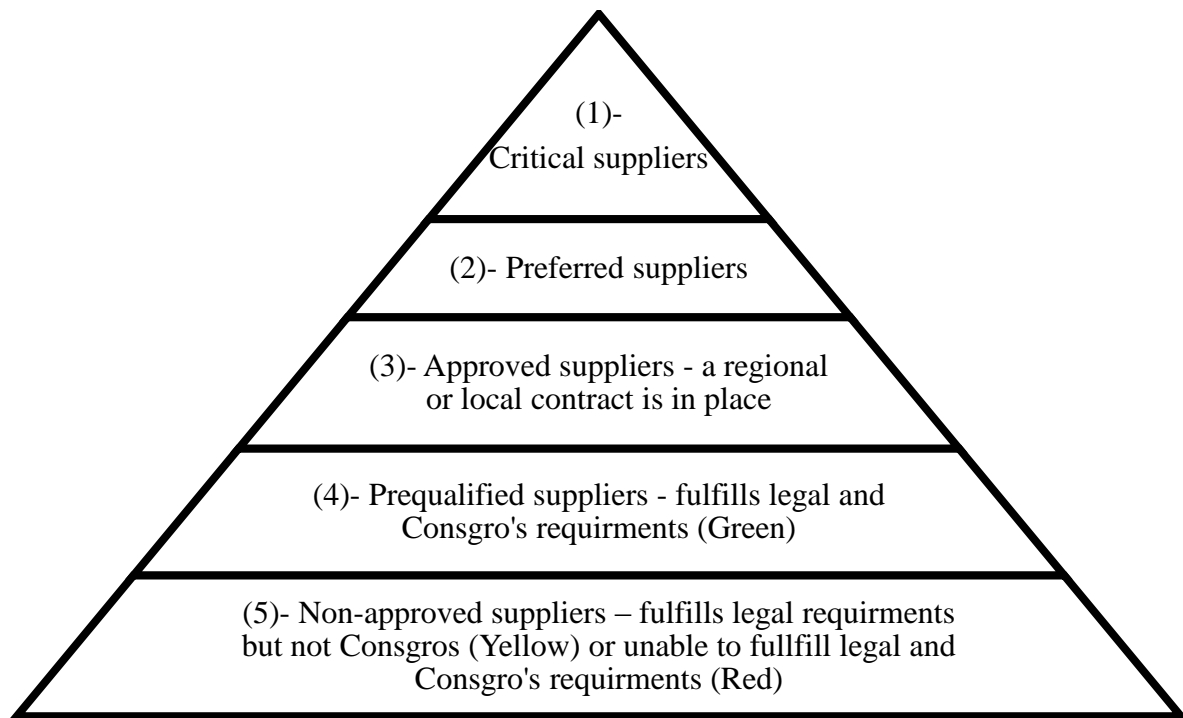 (1)-
Critical suppliers
(2)- Preferred suppliers
(3)- Approved suppliers - a regional
or local contract is in place
(4)- Prequalified suppliers - fulfills legal and
Consgro's requirments (Green)
(5)- Non-approved suppliers – fulfills legal requirments
but not Consgros (Yellow) or unable to fullfill legal and
Consgro's requirments (Red)